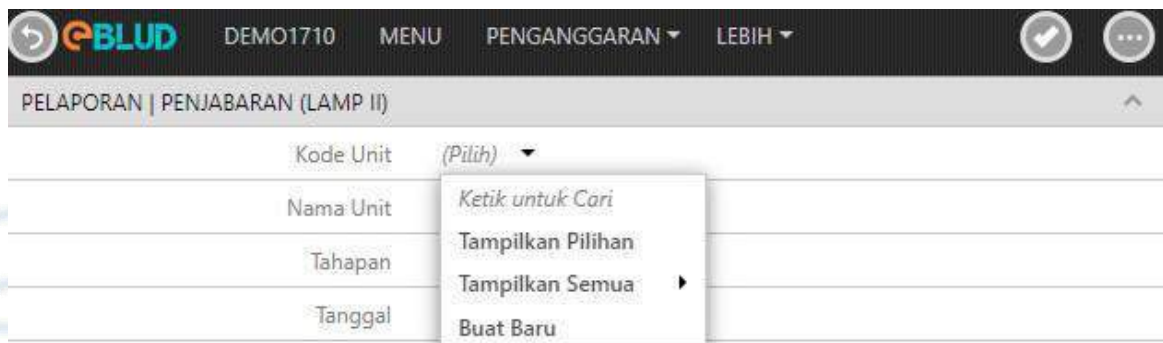 eBLUD DEMO1710 MENU PENGANGGARAN LEBIH
PELAPORAN | PENJABARAN (LAMP II)
Kode Unit (Pilih)
Ketik untuk Cari
Nama Unit
Tampilkan Pilihan
Tahapan
Tampilkan Semua
Tanggal
Buat Baru